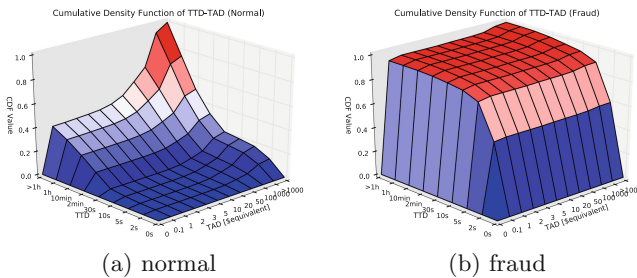 Cumulative Density Function of TTD-TAD (Normal)
1.0
0.8
0.6
0.4
0.2
0.0
CDF Value
>1h
1h
10min
2min
30s
10s
5s
2s
0s
TTD
0
0.1
1
2
3
5
10
20
50
100
1000
>1000
TAD [$equivalent]
(a) normal
Cumulative Density Function of TTD-TAD (Fraud)
1.0
0.8
0.6
0.4
0.2
0.0
CDF Value
>1h
1h
10min
2min
30s
10s
5s
2s
0s
TTD
0
0.1
1
2
3
5
10
20
50
100
1000
>1000
TAD [$equivalent]
(b) fraud